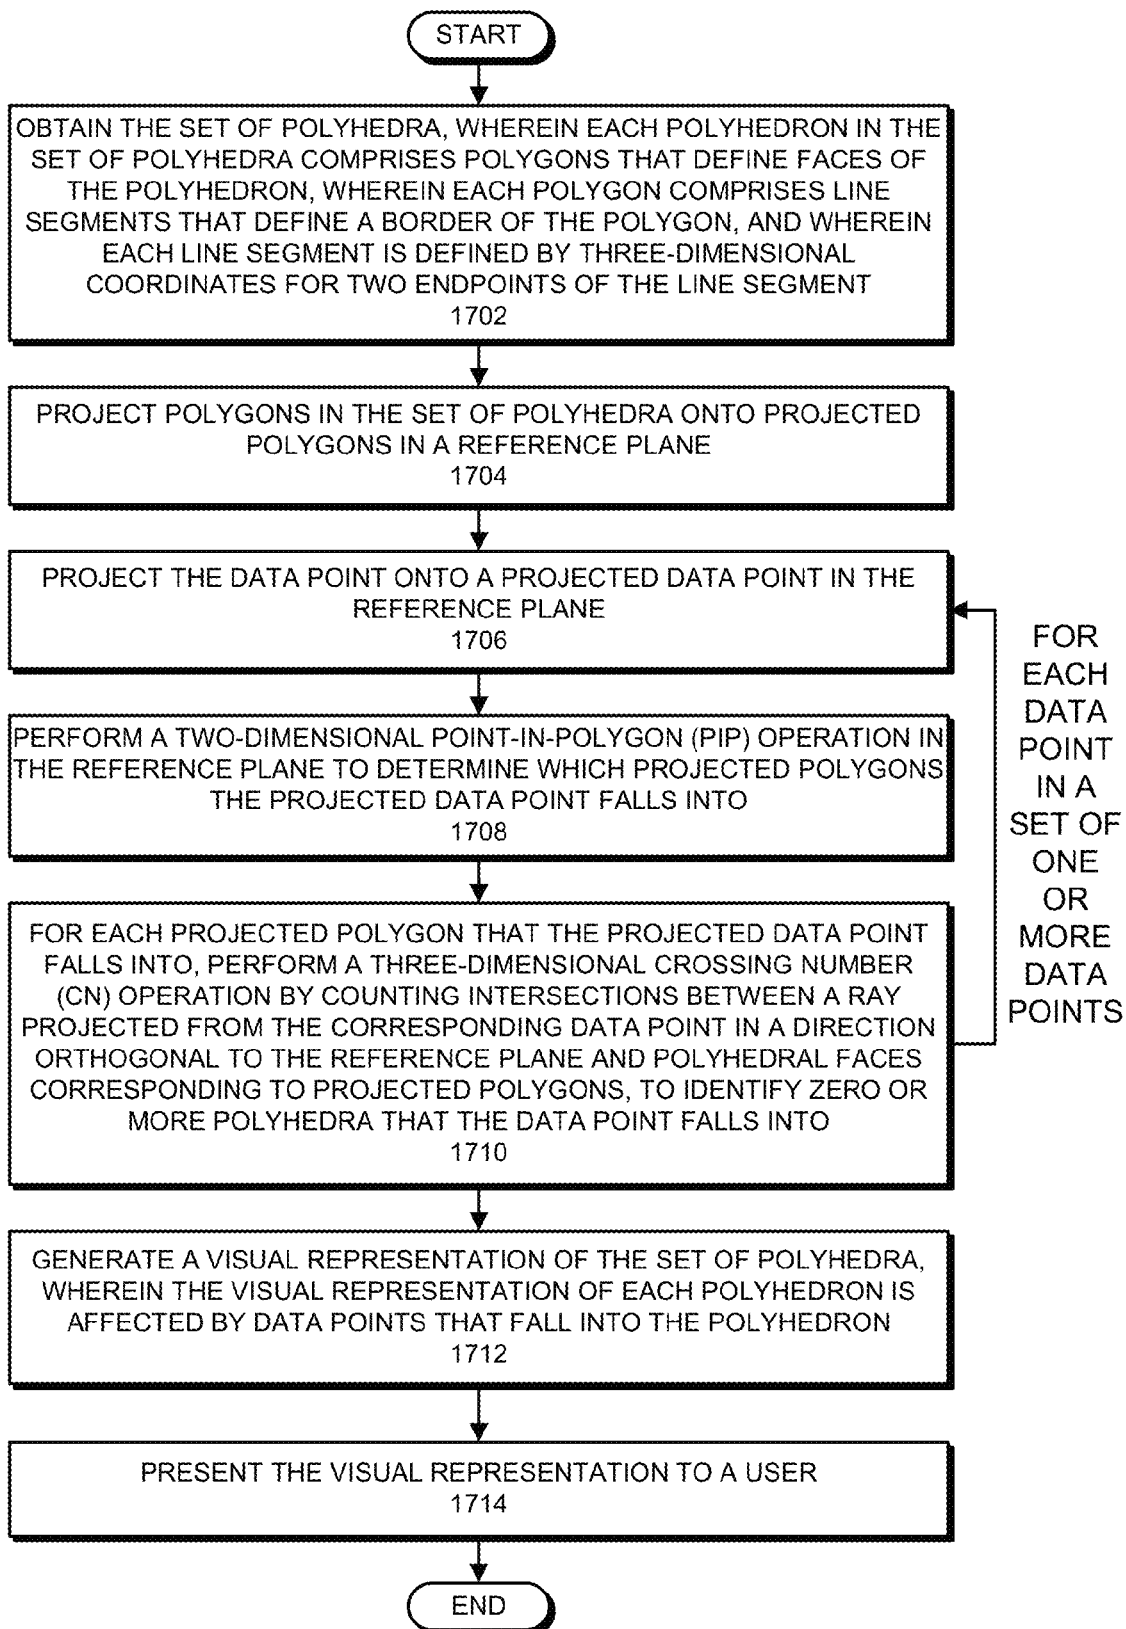 START
OBTAIN THE SET OF POLYHEDRA, WHEREIN EACH POLYHEDRON IN THE
SET OF POLYHEDRA COMPRISES POLYGONS THAT DEFINE FACES OF
THE POLYHEDRON, WHEREIN EACH POLYGON COMPRISES LINE
SEGMENTS THAT DEFINE A BORDER OF THE POLYGON, AND WHEREIN
EACH LINE SEGMENT IS DEFINED BY THREE-DIMENSIONAL
COORDINATES FOR TWO ENDPOINTS OF THE LINE SEGMENT
1702
PROJECT POLYGONS IN THE SET OF POLYHEDRA ONTO PROJECTED
POLYGONS IN A REFERENCE PLANE
1704
PROJECT THE DATA POINT ONTO A PROJECTED DATA POINT IN THE
REFERENCE PLANE
1706
PERFORM A TWO-DIMENSIONAL POINT-IN-POLYGON (PIP) OPERATION IN
THE REFERENCE PLANE TO DETERMINE WHICH PROJECTED POLYGONS
THE PROJECTED DATA POINT FALLS INTO
1708
FOR EACH PROJECTED POLYGON THAT THE PROJECTED DATA POINT
FALLS INTO, PERFORM A THREE-DIMENSIONAL CROSSING NUMBER
(CN) OPERATION BY COUNTING INTERSECTIONS BETWEEN A RAY
PROJECTED FROM THE CORRESPONDING DATA POINT IN A DIRECTION
ORTHOGONAL TO THE REFERENCE PLANE AND POLYHEDRAL FACES
CORRESPONDING TO PROJECTED POLYGONS, TO IDENTIFY ZERO OR
MORE POLYHEDRA THAT THE DATA POINT FALLS INTO
1710
FOR
EACH
DATA
POINT
IN A
SET OF
ONE
OR
MORE
DATA
POINTS
GENERATE A VISUAL REPRESENTATION OF THE SET OF POLYHEDRA,
WHEREIN THE VISUAL REPRESENTATION OF EACH POLYHEDRON IS
AFFECTED BY DATA POINTS THAT FALL INTO THE POLYHEDRON
1712
PRESENT THE VISUAL REPRESENTATION TO A USER
1714
END